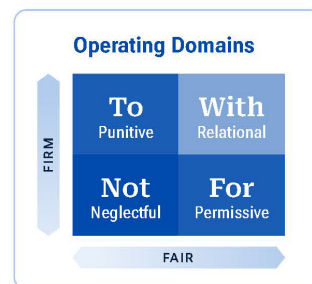 Operating Domains
FIRM
To
Punitive
With
Relational
Not
Neglectful
For
Permissive
FAIR